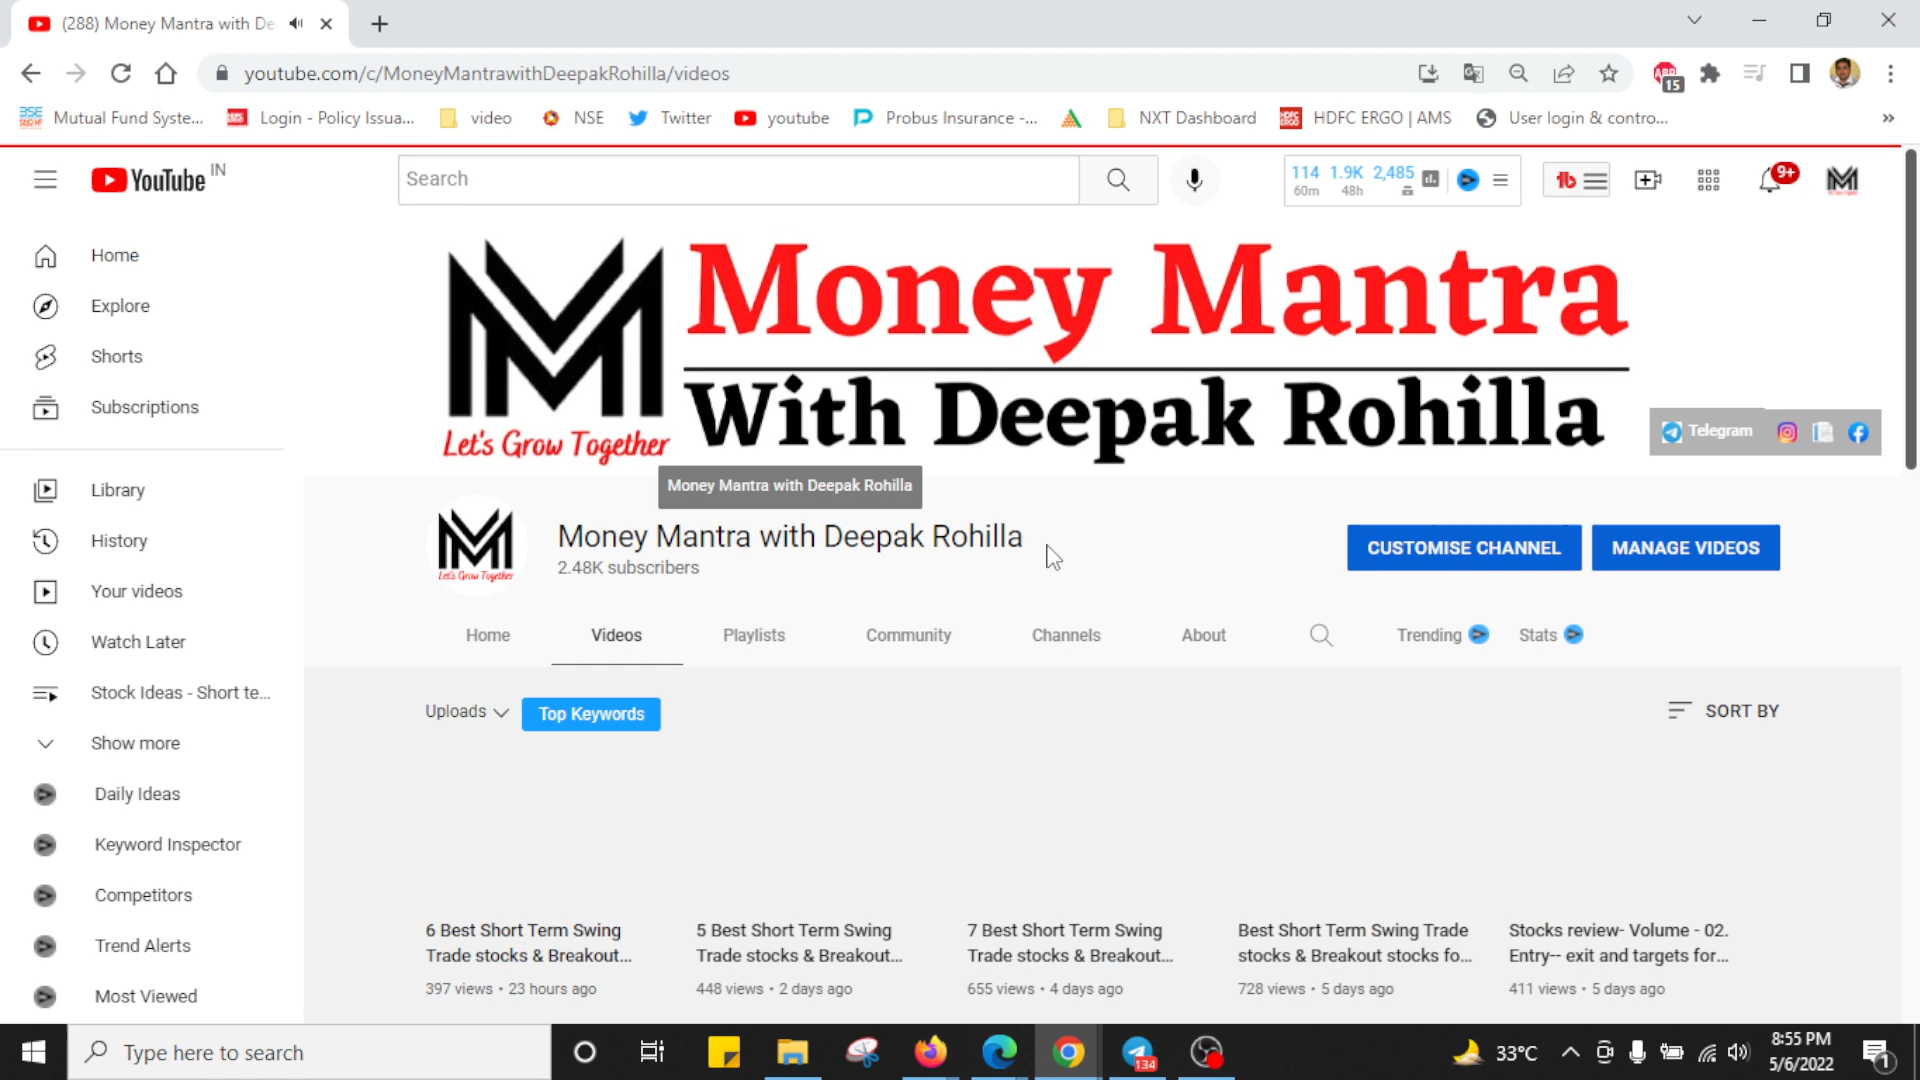 (288) Money Mantra with De
youtube.com/c/MoneyMantrawithDeepakRohilla/videos
15
Mutual Fund Syste...
Login - Policy Issua...
video
NSE
Twitter
youtube
Probus Insurance -...
NXT Dashboard
HDFC ERGO | AMS
User login & contro...
»
YouTube IN
Search
114 1.9K 2,485
60m 48h
9+
Home
Explore
Shorts
Subscriptions
Library
History
Your videos
Watch Later
Stock Ideas - Short te...
Show more
Daily Ideas
Keyword Inspector
Competitors
Trend Alerts
Most Viewed
Money Mantra
With Deepak Rohilla
Let's Grow Together
Telegram
Money Mantra with Deepak Rohilla
Let's Grow Together
Money Mantra with Deepak Rohilla
2.48K subscribers
CUSTOMISE CHANNEL
MANAGE VIDEOS
Home
Videos
Playlists
Community
Channels
About
Trending
Stats
Uploads
Top Keywords
SORT BY
6 Best Short Term Swing
Trade stocks & Breakout...
397 views • 23 hours ago
5 Best Short Term Swing
Trade stocks & Breakout...
448 views • 2 days ago
7 Best Short Term Swing
Trade stocks & Breakout...
655 views • 4 days ago
Best Short Term Swing Trade
stocks & Breakout stocks fo...
728 views • 5 days ago
Stocks review- Volume - 02.
Entry-- exit and targets for...
411 views • 5 days ago
Type here to search
134
33°C
8:55 PM
5/6/2022
1